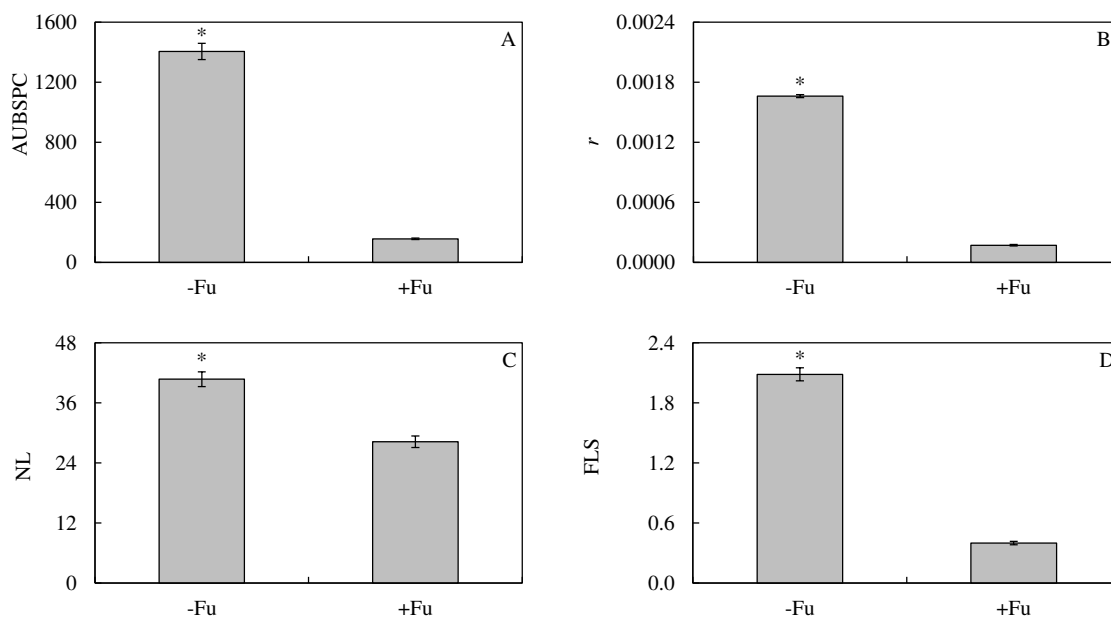 A
AUBSPC
1600
1200
800
400
0
*
-Fu
+Fu
B
r
0.0024
0.0018
0.0012
0.0006
0.0000
*
-Fu
+Fu
C
NL
48
36
24
12
0
*
-Fu
+Fu
D
FLS
2.4
1.8
1.2
0.6
0.0
*
-Fu
+Fu